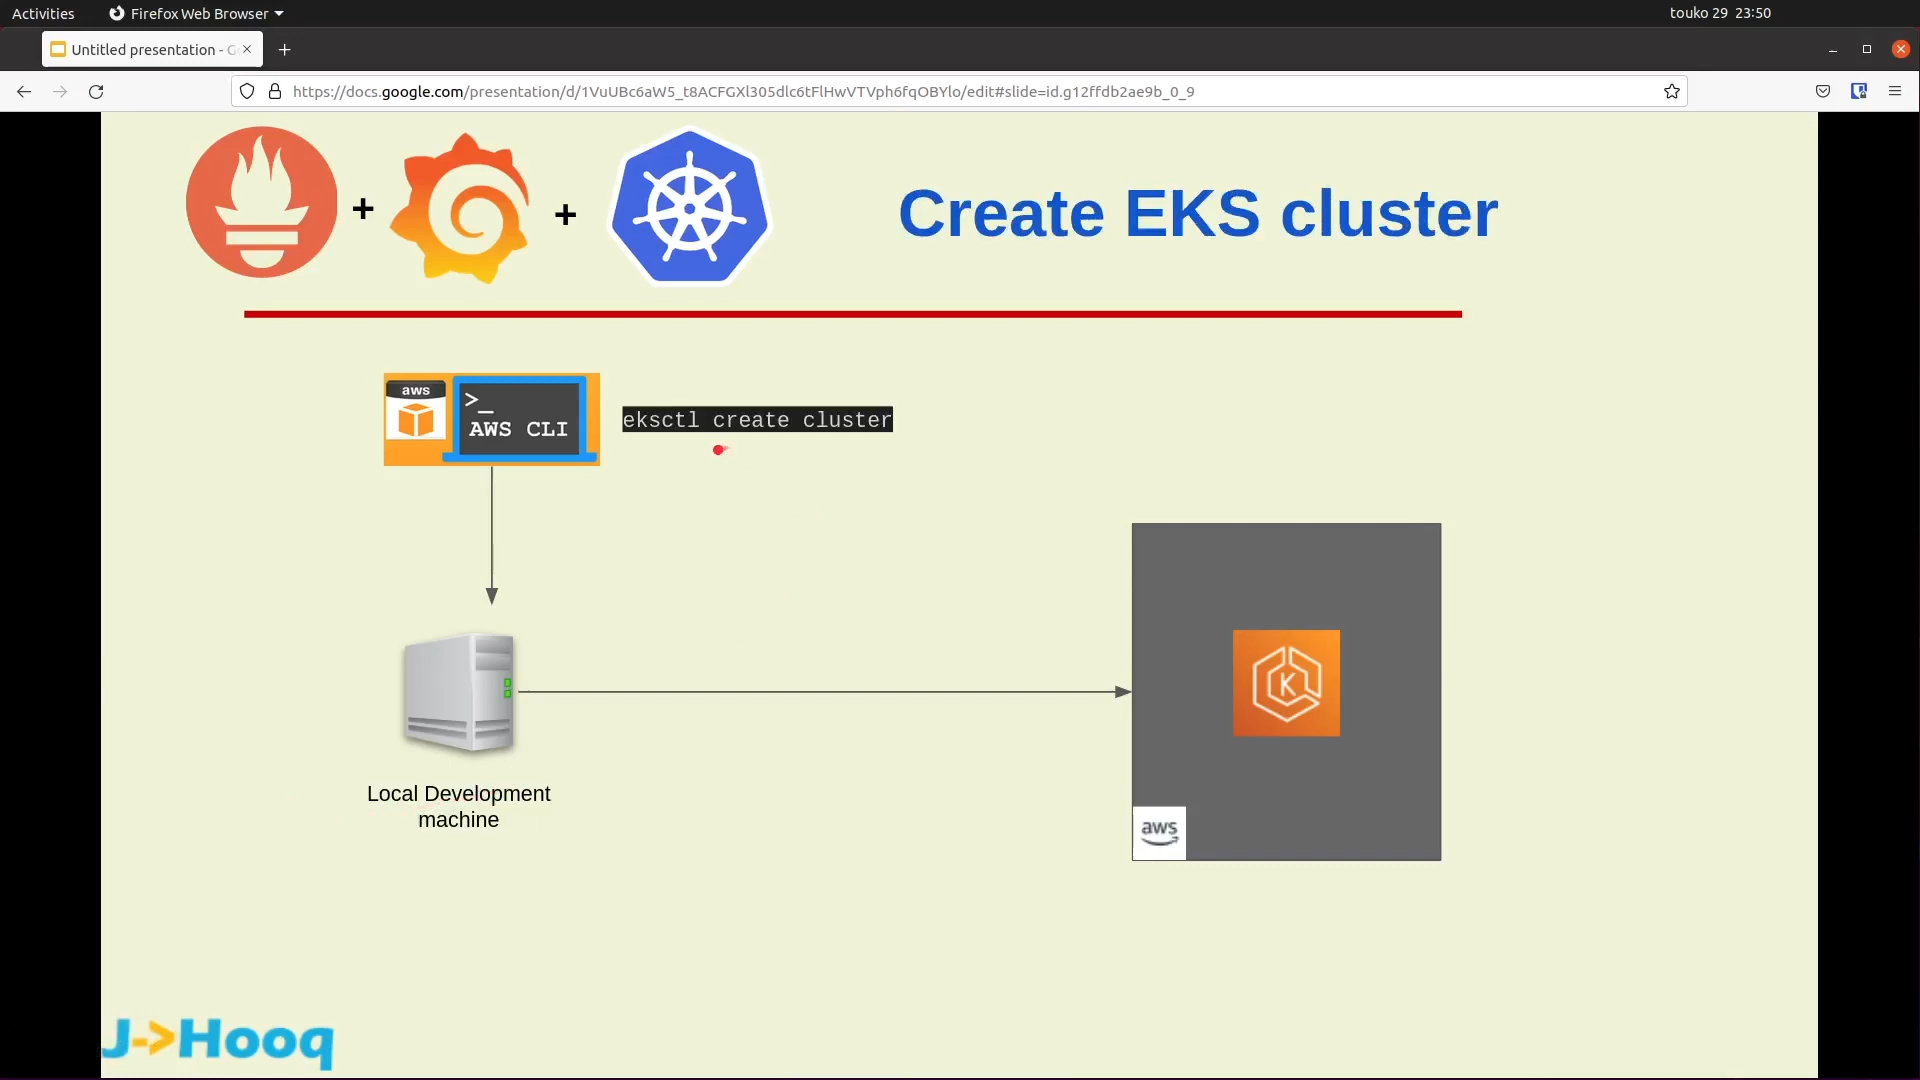 Activities
Firefox Web Browser
touko 29 23:50
Untitled presentation - G
https://docs.google.com/presentation/d/1VuUBc6aW5_t8ACFGXl305dlc6tFlHwVTVph6fqOBYlo/edit#slide=id.g12ffdb2ae9b_0_9
+ +
Create EKS cluster
aws
>_
AWS CLI
eksctl create cluster
K
Local Development
machine
aws
J->Hooq